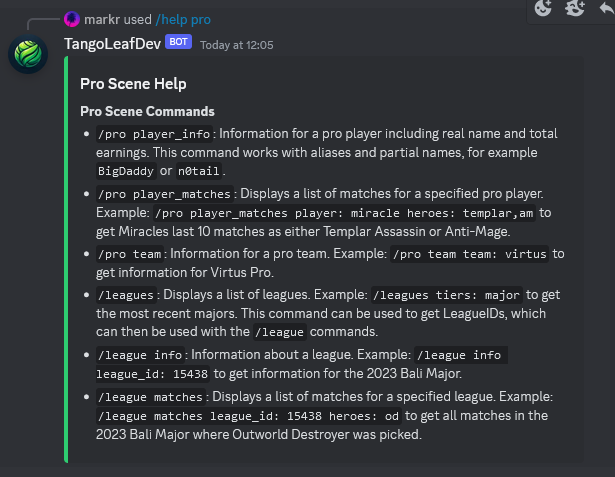 markr used /help pro
TangoLeafDev BOT Today at 12:05
Pro Scene Help
Pro Scene Commands
• /pro player_info: Information for a pro player including real name and total
earnings. This command works with aliases and partial names, for example
BigDaddy or n0tail.
• /pro player_matches: Displays a list of matches for a specified pro player.
Example: /pro player_matches player: miracle heroes: templar,am to
get Miracles last 10 matches as either Templar Assassin or Anti-Mage.
• /pro team: Information for a pro team. Example: /pro team team: virtus to
get information for Virtus Pro.
• /leagues: Displays a list of leagues. Example: /leagues tiers: major to get
the most recent majors. This command can be used to get LeagueIDs, which
can then be used with the /league commands.
• /league info: Information about a league. Example: /league info
league_id: 15438 to get information for the 2023 Bali Major.
• /league matches: Displays a list of matches for a specified league. Example:
/league matches league_id: 15438 heroes: od to get all matches in the
2023 Bali Major where Outworld Destroyer was picked.